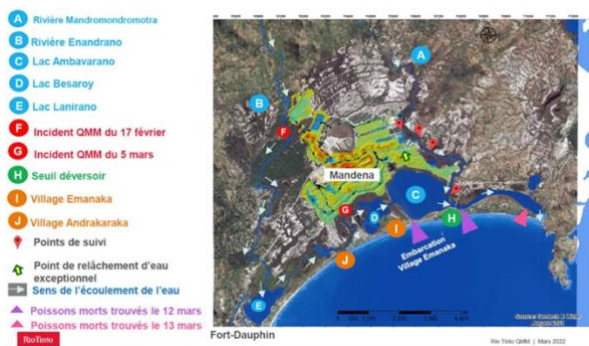 A Rivière Mandromondromotra
B Rivière Enandrano
C Lac Ambavarano
D Lac Besaroy
E Lac Lanirano
F Incident QMM du 17 février
G Incident QMM du 5 mars
H Seuil déversoir
I Village Emanaka
J Village Andrakaraka
Points de suivi
Point de relâchement d'eau
exceptionnel
Sens de l'écoulement de l'eau
Poissons morts trouvés le 12 mars
Poissons morts trouvés le 13 mars
RioTinto
A
B
F
Mandena
C
G
D
I
H
J
E
Embarcation
Village Emanaka
Fort-Dauphin
Rio Tinto QMM | Mars 2022